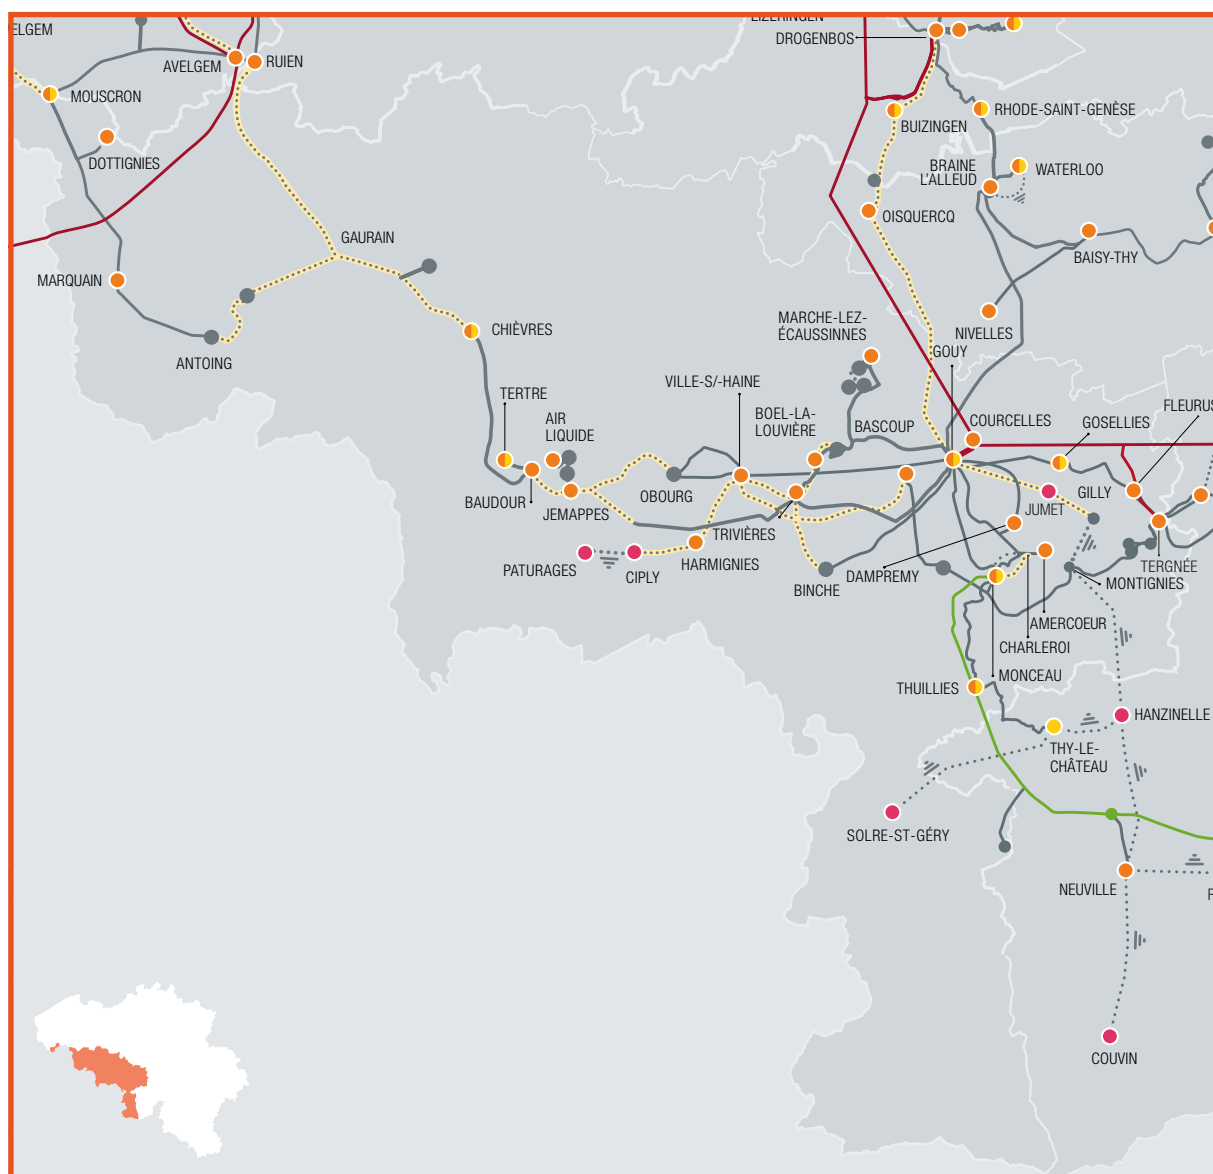 ELGEM
AVELGEM
RUIEN
MOUSCRON
DOTTIGNIES
MARQUAIN
ANTOING
GAURAIN
CHIÈVRES
TERTRE
AIR
LIQUIDE
BAUDOUR
JEMAPPES
PATURAGES
CIPLY
OBOURG
HARMIGNIES
VILLE-S/-HAINE
TRIVIÈRES
BOEL-LA-
LOUVIÈRE
BASCOUP
MARCHE-LEZ-
ÉCAUSSINNES
BINCHE
DAMPREMY
EIZERINGEN
DROGENBOS
BUIZINGEN
RHODE-SAINT-GENÈSE
BRAINE
L'ALLEUD
WATERLOO
OISQUERCQ
BAISY-THY
NIVELLES
GOUY
COURCELLES
GOSELLIES
FLEURUS
GILLY
JUMET
TERGNÉE
MONTIGNIES
AMERCOEUR
CHARLEROI
MONCEAU
THUILLIES
HANZINELLE
THY-LE-
CHÂTEAU
SOLRE-ST-GÉRY
NEUVILLE
COUVIN